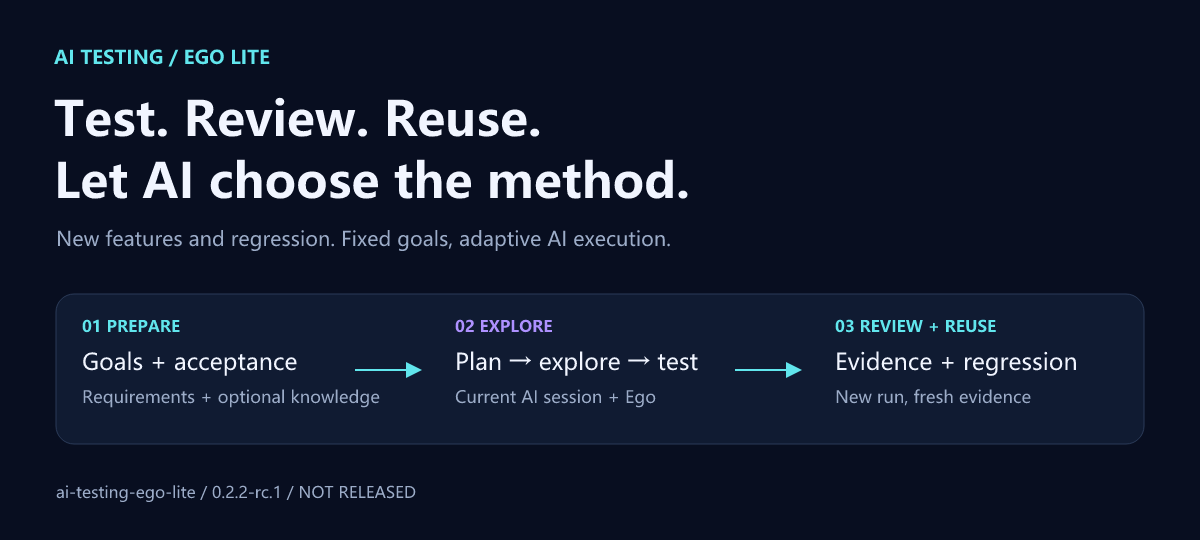 AI TESTING / EGO LITE
Test. Review. Reuse.
Let AI choose the method.
New features and regression. Fixed goals, adaptive AI execution.
01 PREPARE
Goals + acceptance
Requirements + optional knowledge
02 EXPLORE
Plan → explore → test
Current AI session + Ego
03 REVIEW + REUSE
Evidence + regression
New run, fresh evidence
ai-testing-ego-lite / 0.2.2-rc.1 / NOT RELEASED